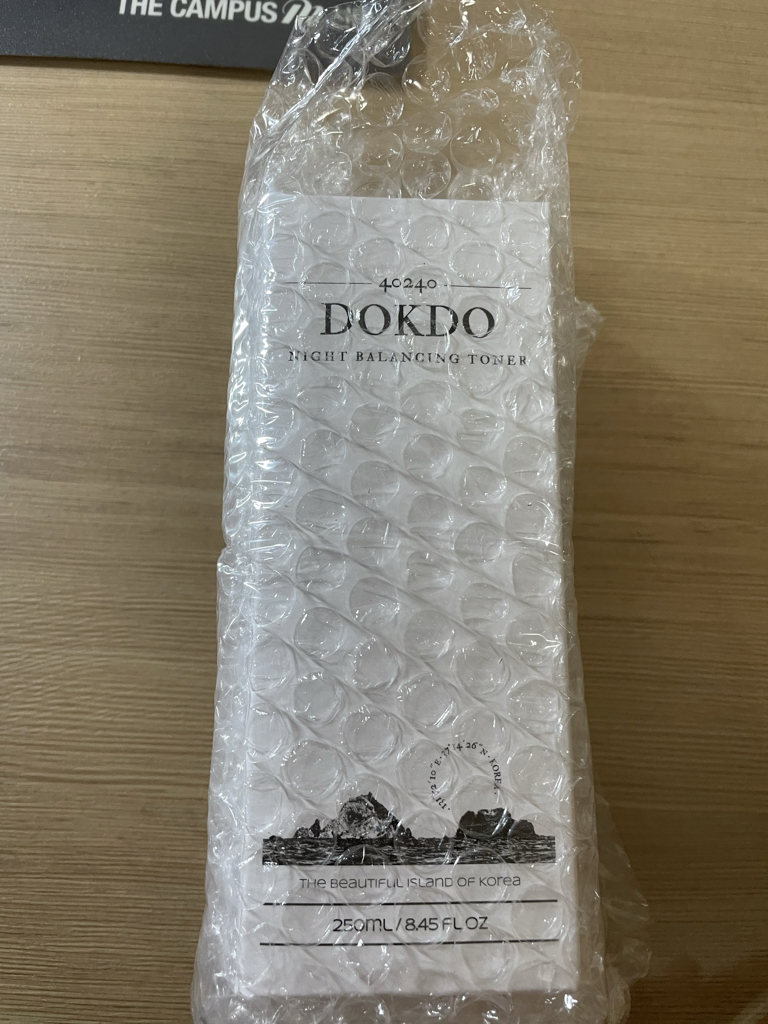 THE CAMPUS
40240
DOKDO
NIGHT BALANCING TONER
THE BEAUTIFUL ISLAND OF KOREA
250ML / 8.45 FL OZ